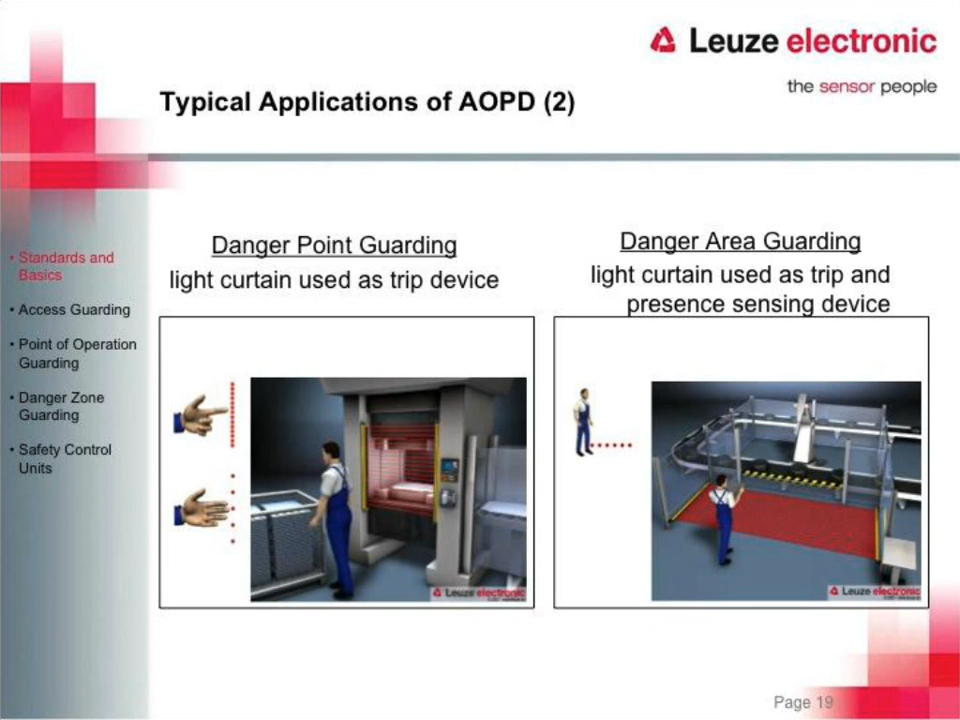 Leuze electronic
the sensor people
Typical Applications of AOPD (2)
• Standards and
Basics
• Access Guarding
• Point of Operation
Guarding
• Danger Zone
Guarding
• Safety Control
Units
Danger Point Guarding
light curtain used as trip device
Danger Area Guarding
light curtain used as trip and
presence sensing device
Leuze electronic
Leuze electronic
Page 19